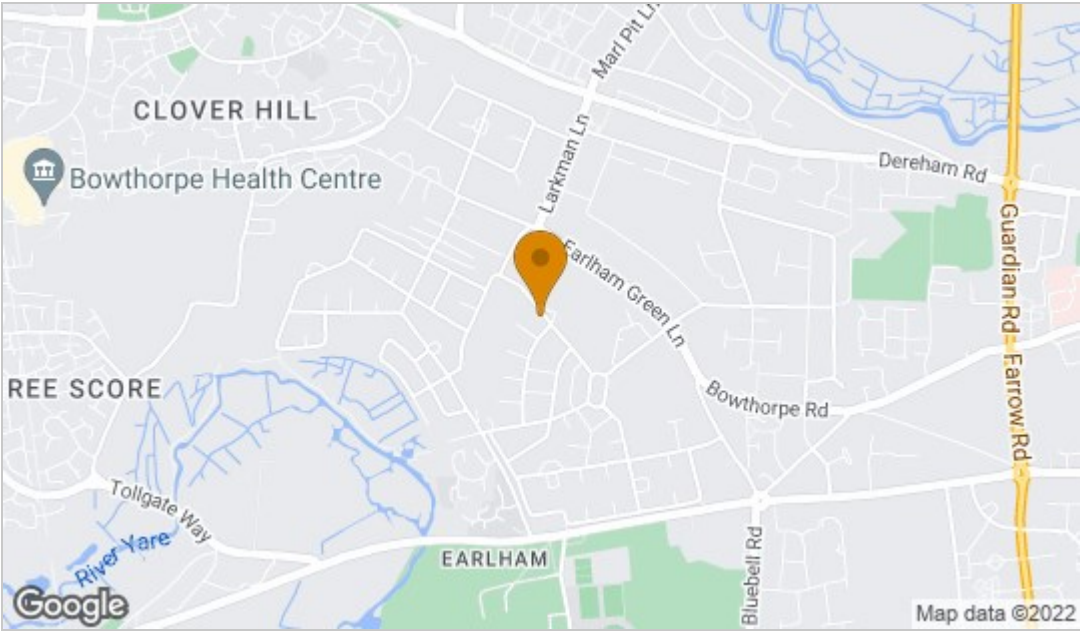 Marl Pit Ln
CLOVER HILL
Larkman Ln
Dereham Rd
Bowthorpe Health Centre
Guardian Rd
Earlham Green Ln
Farrow Rd
REE SCORE
Bowthorpe Rd
Tollgate Way
River Yare
EARLHAM
Bluebell Rd
Google
Map data ©2022